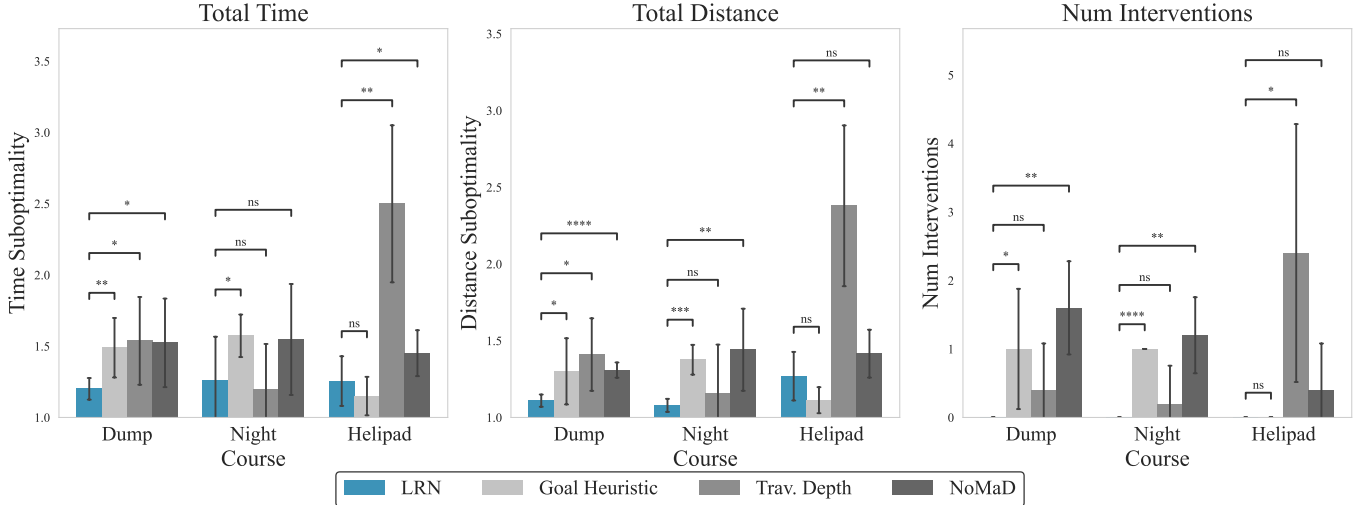 Total Time
Total Distance
Num Interventions
Time Suboptimality
3.5
3.0
2.5
2.0
1.5
1.0
*
**
*
ns
*
ns
*
**
*
ns
Dump
Night
Helipad
Course
Distance Suboptimality
3.5
3.0
2.5
2.0
1.5
1.0
ns
**
****
**
*
ns
*
***
ns
Dump
Night
Helipad
Course
Num Interventions
5
4
3
2
1
0
ns
*
**
ns
**
*
ns
****
ns
Dump
Night
Helipad
Course
LRN
Goal Heuristic
Trav. Depth
NoMaD